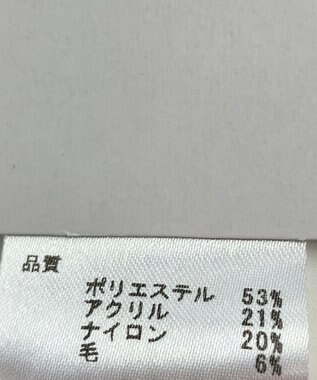 品質
ポリエステル 53%
アクリル 21%
ナイロン 20%
毛 6%